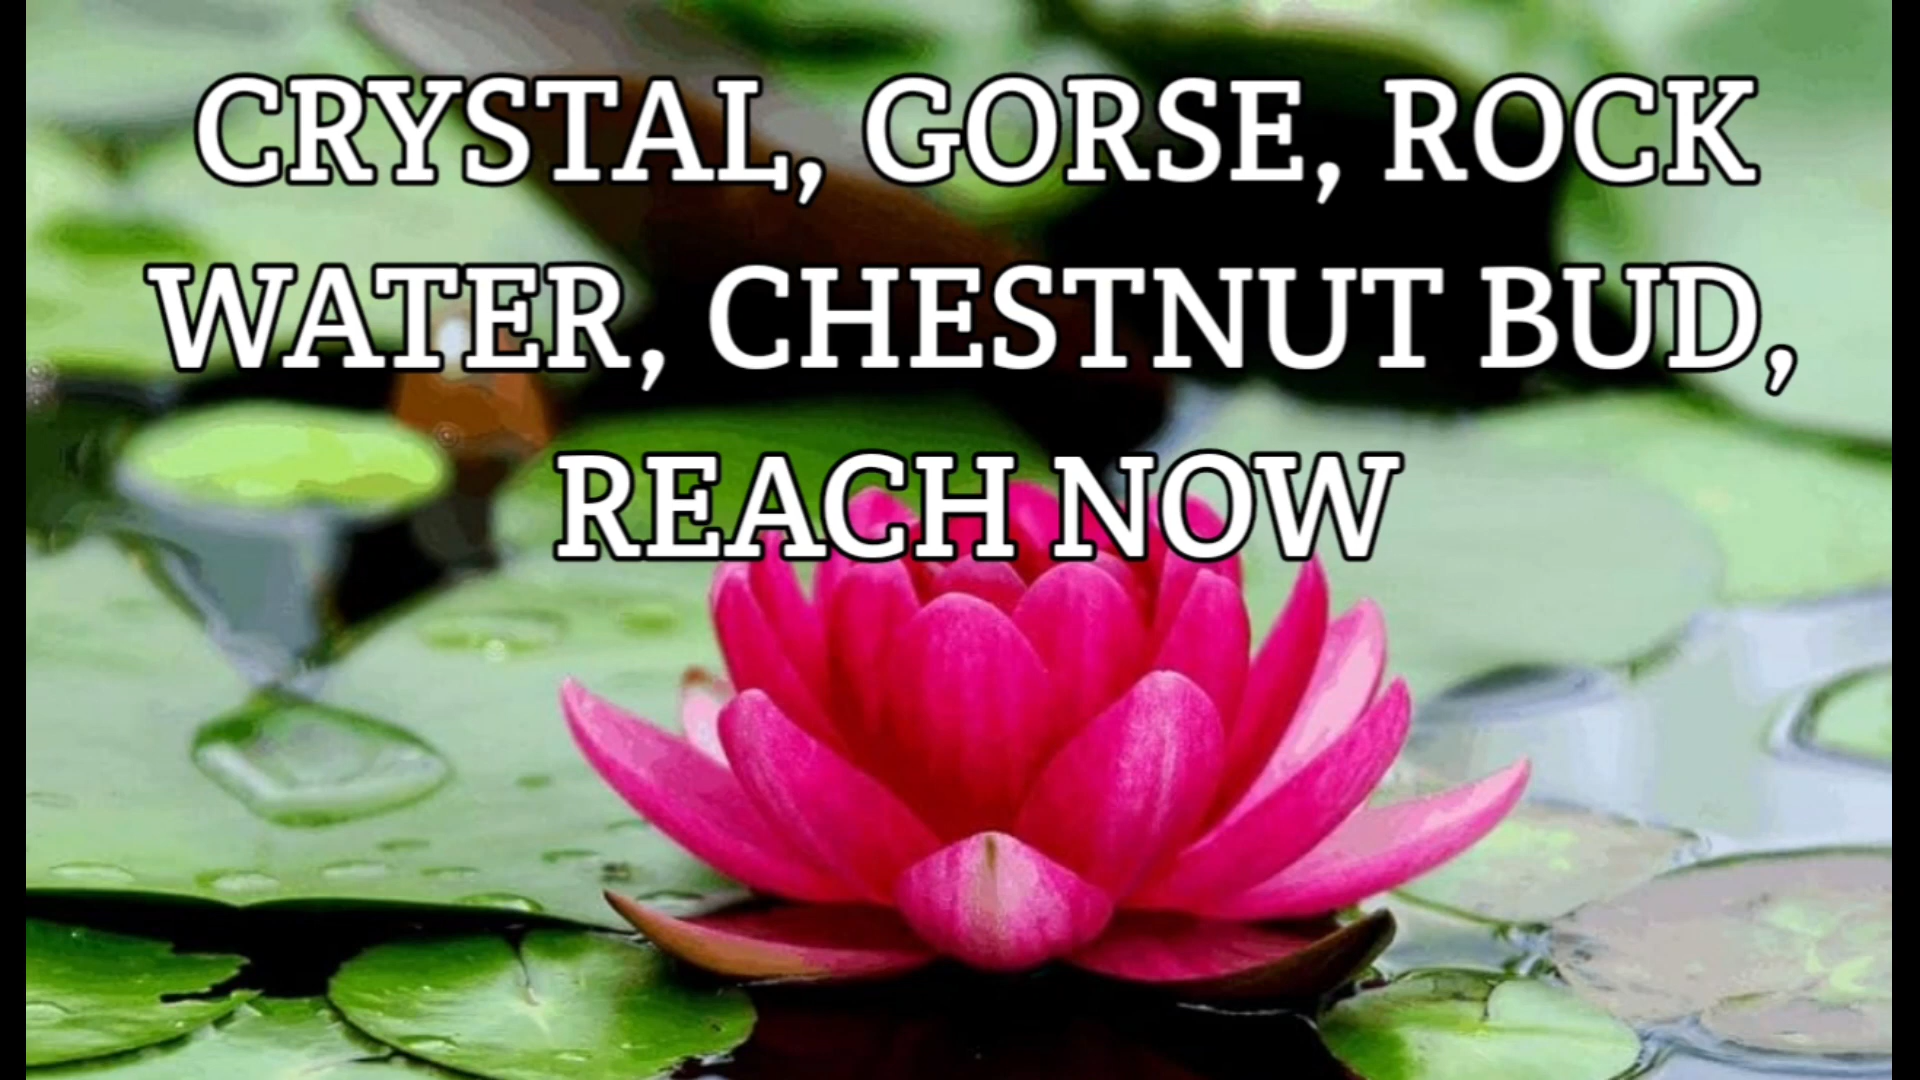 CRYSTAL, GORSE, ROCK
WATER, CHESTNUT BUD,
REACH NOW